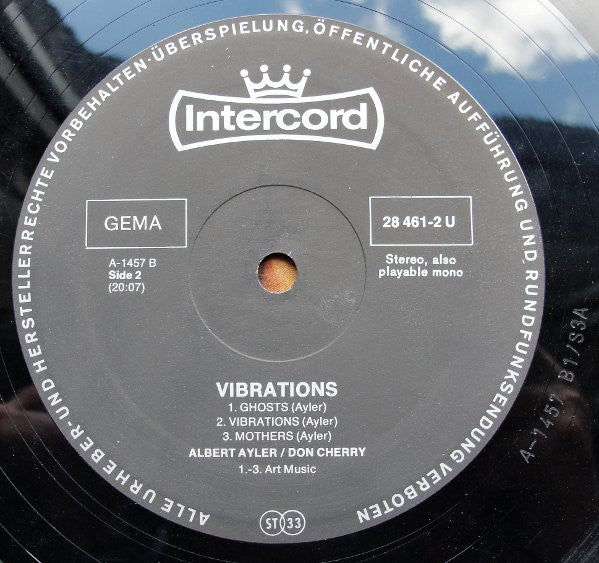 ALLE URHEBER- UND HERSTELLERRECHTE VORBEHALTEN · ÜBERSPIELUNG, ÖFFENTLICHE AUFFÜHRUNG UND RUNDFUNKSENDUNG VERBOTEN
Intercord
GEMA
28 461-2 U
A-1457 B
Side 2
(20:07)
Stereo, also
playable mono
VIBRATIONS
1. GHOSTS (Ayler)
2. VIBRATIONS (Ayler)
3. MOTHERS (Ayler)
ALBERT AYLER / DON CHERRY
1.-3. Art Music
ST 33
A-1457 B1/S3A